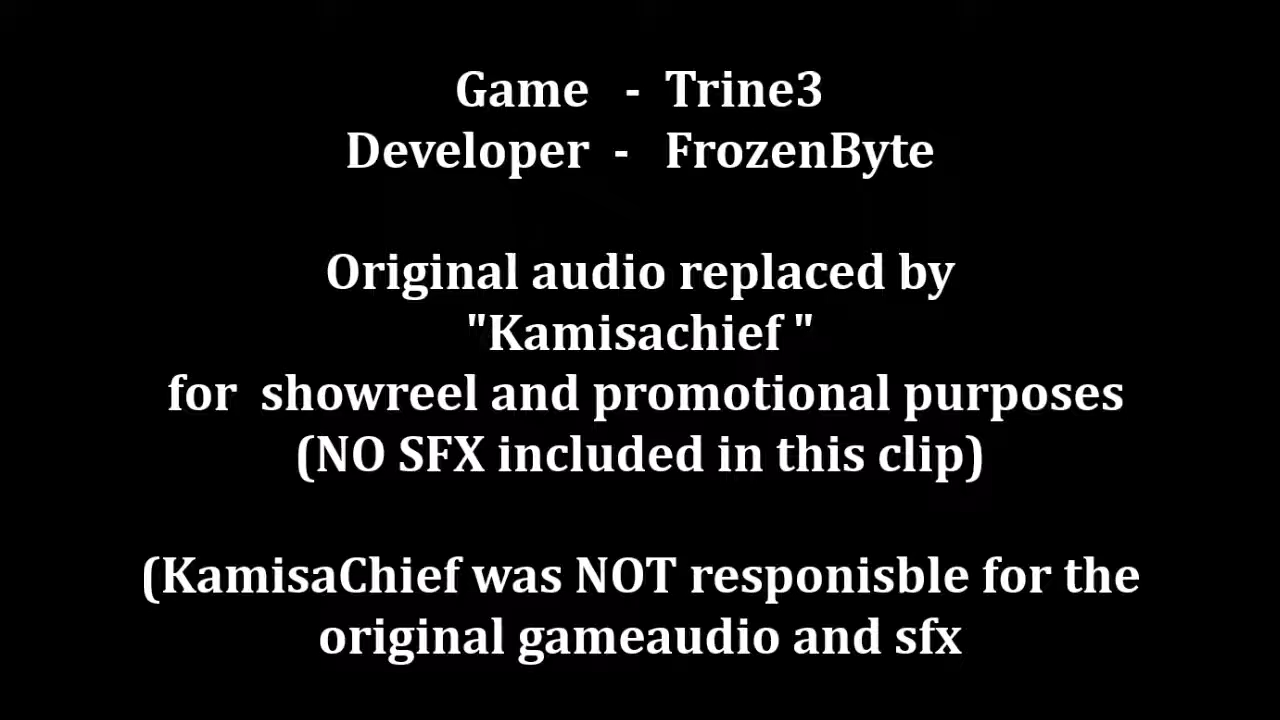 Game - Trine3
Developer - FrozenByte
Original audio replaced by
"Kamisachief "
for showreel and promotional purposes
(NO SFX included in this clip)
(KamisaChief was NOT responisble for the
original gameaudio and sfx